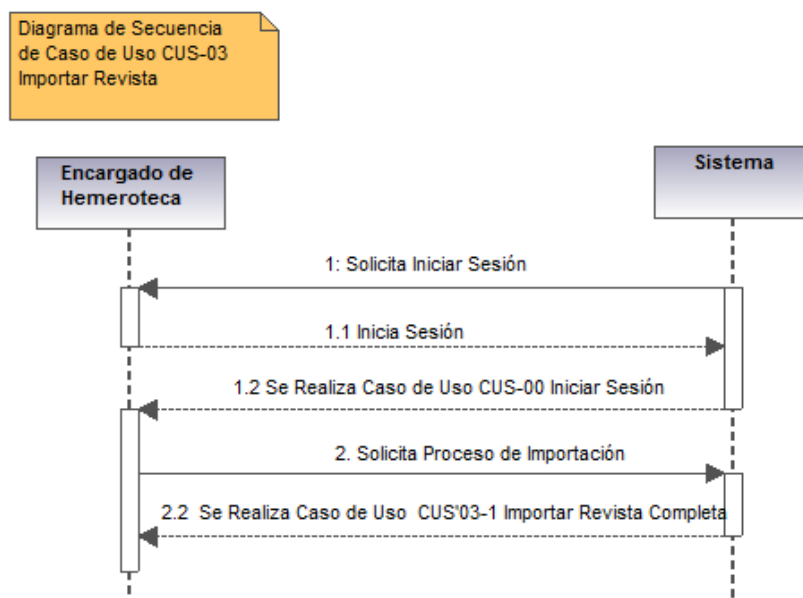 Diagrama de Secuencia
de Caso de Uso CUS-03
Importar Revista
Encargado de
Hemeroteca
Sistema
1: Solicita Iniciar Sesión
1.1 Inicia Sesión
1.2 Se Realiza Caso de Uso CUS-00 Iniciar Sesión
2. Solicita Proceso de Importación
2.2 Se Realiza Caso de Uso CUS'03-1 Importar Revista Completa